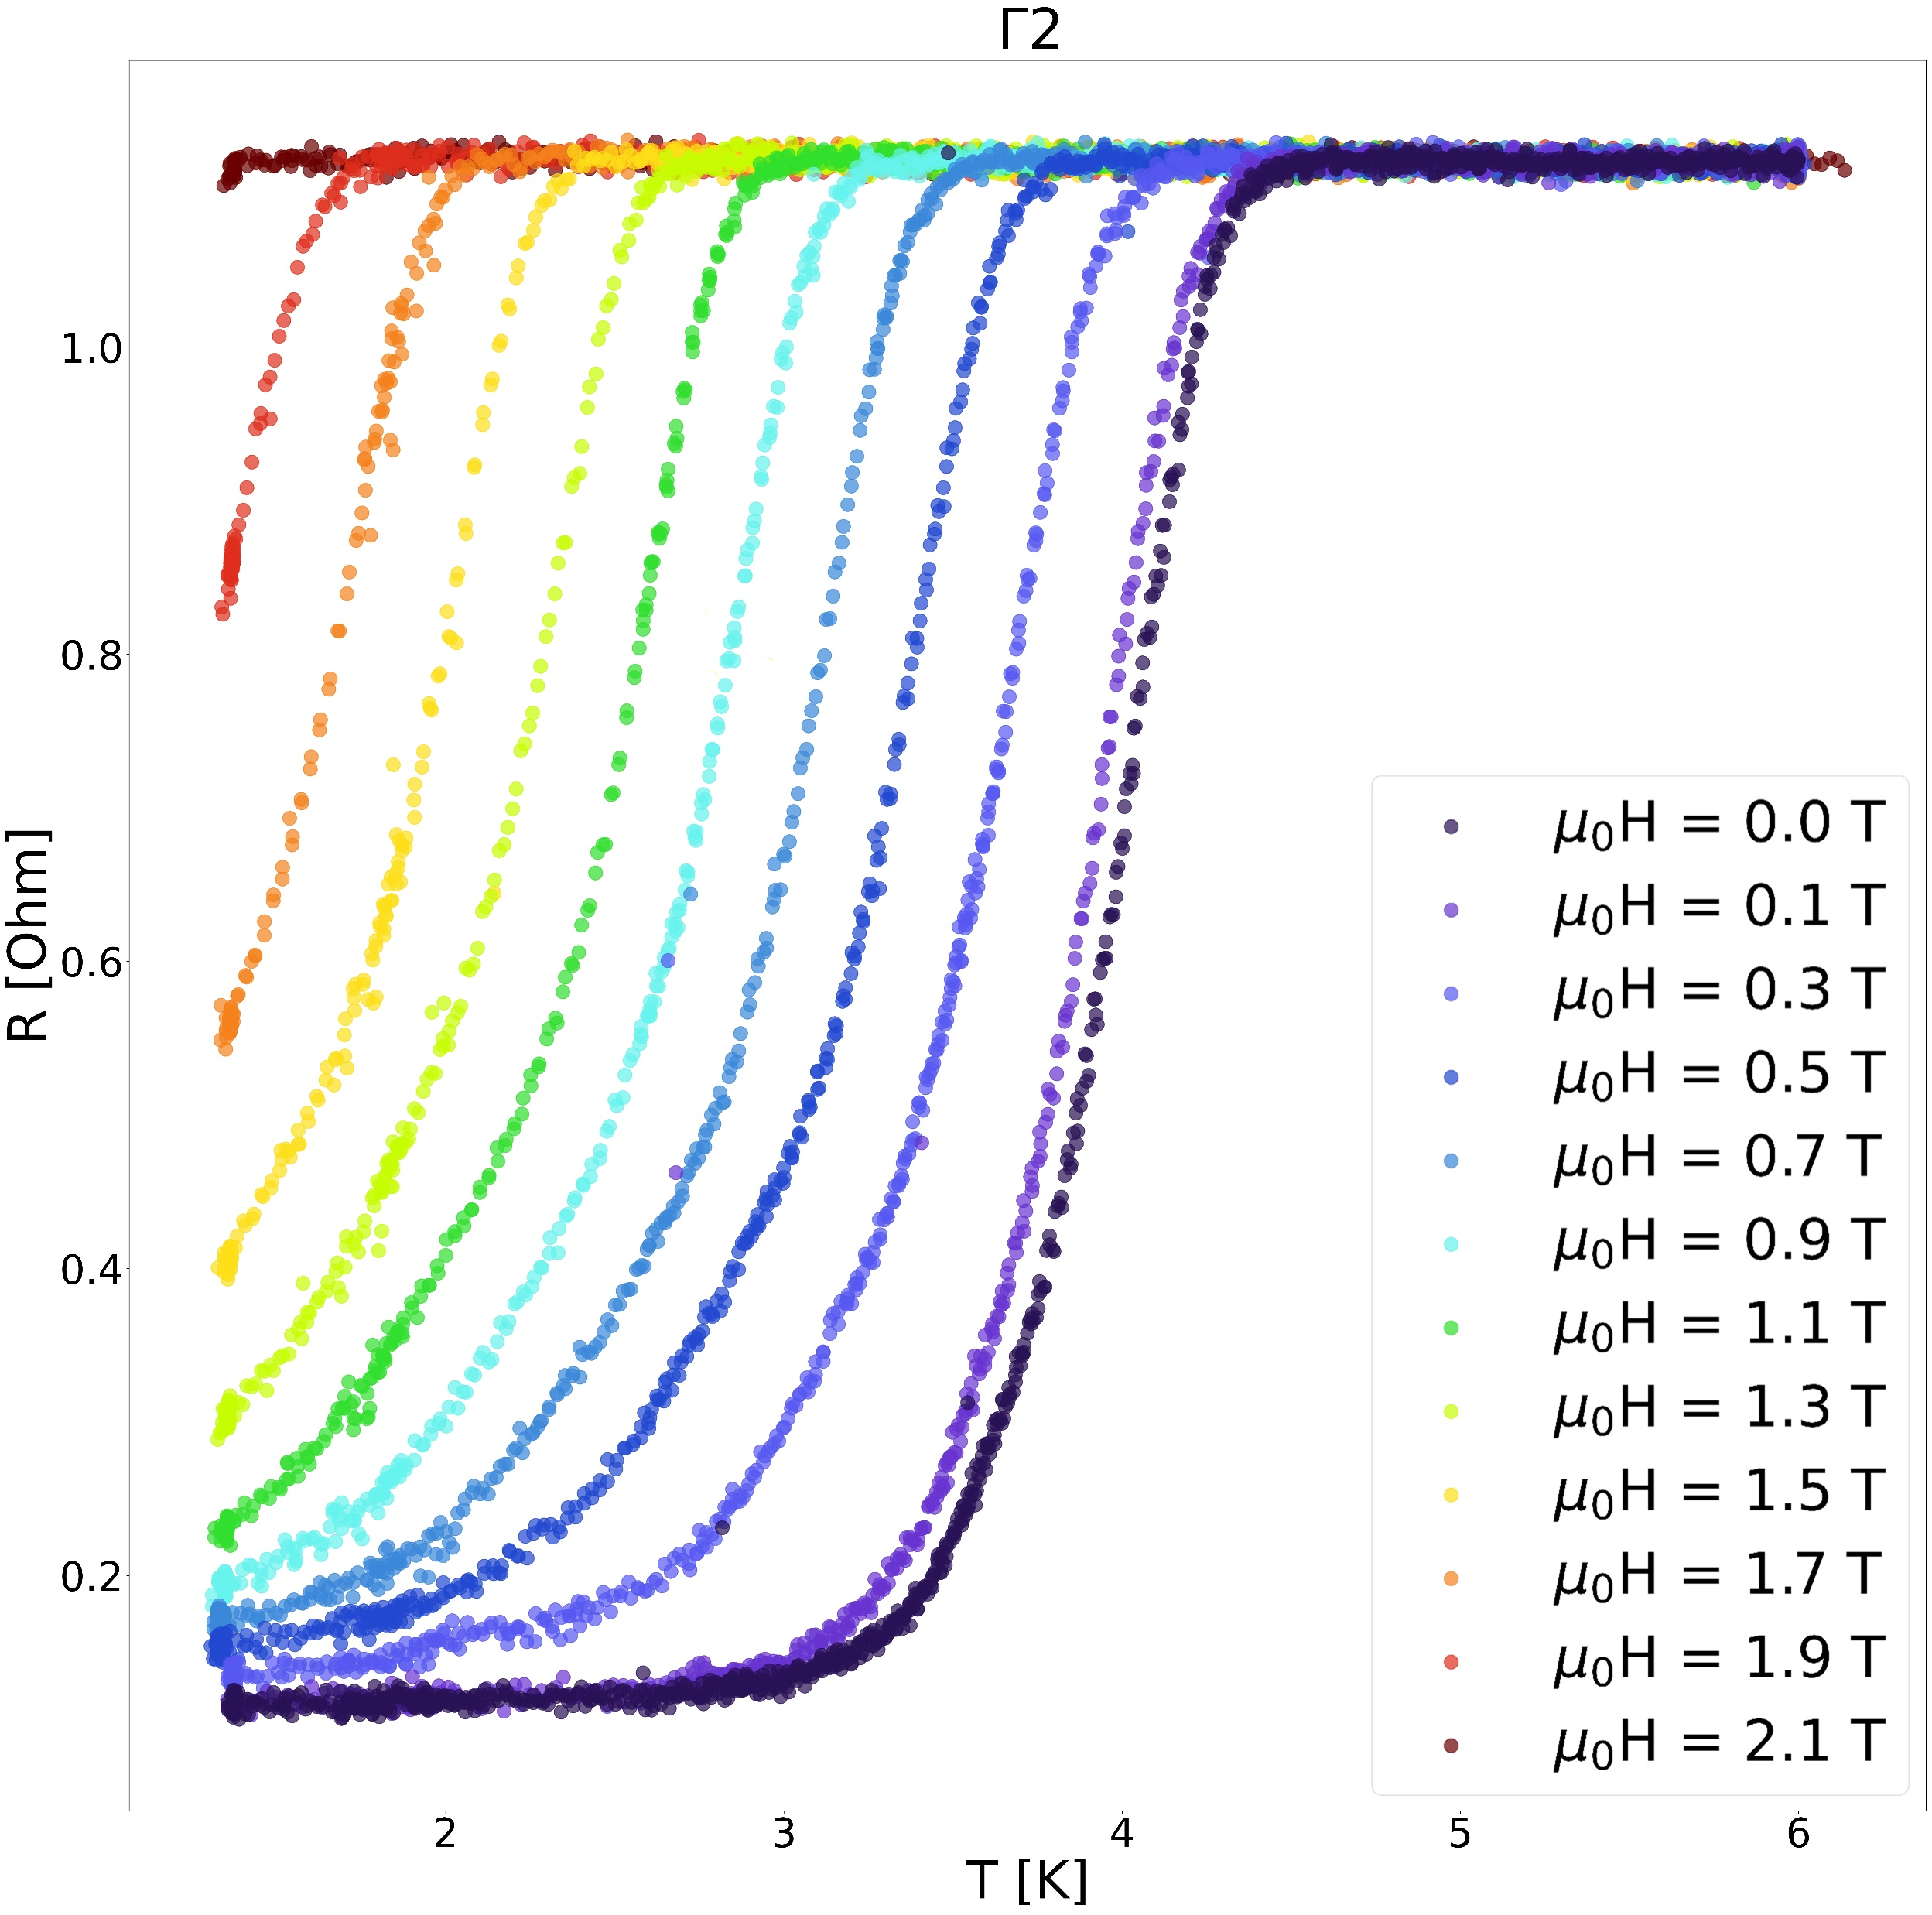 Γ2
R [Ohm]
1.0
0.8
0.6
0.4
0.2
2 3 4 5 6
T [K]
μ₀H = 0.0 T
μ₀H = 0.1 T
μ₀H = 0.3 T
μ₀H = 0.5 T
μ₀H = 0.7 T
μ₀H = 0.9 T
μ₀H = 1.1 T
μ₀H = 1.3 T
μ₀H = 1.5 T
μ₀H = 1.7 T
μ₀H = 1.9 T
μ₀H = 2.1 T